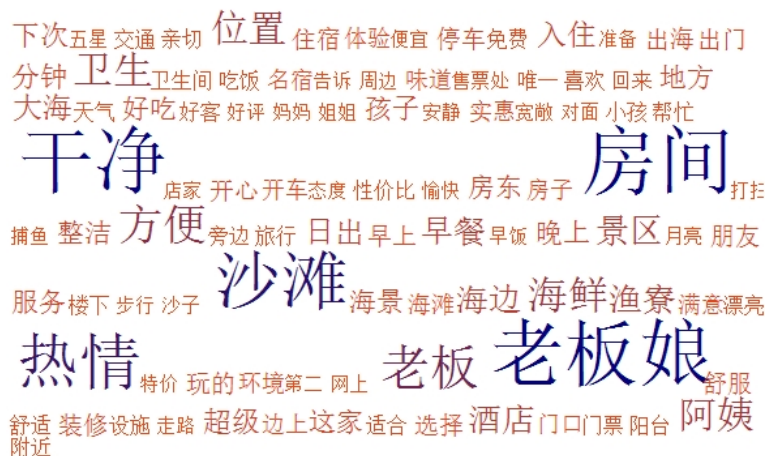 下次 五星 交通 亲切 位置 住宿 体验 便宜 停车 免费 入住 准备 出海 出门
分钟 卫生 卫生间 吃饭 名宿 告诉 周边 味道 售票处 唯一 喜欢 回来 地方
大海 天气 好吃 好客 好评 妈妈 姐姐 孩子 安静 实惠 宽敞 对面 小孩 帮忙
干净 店家 开心 开车 态度 性价比 愉快 房东 房子 房间 打扫
捕鱼 整洁 方便 旁边 旅行 日出 早上 早餐 早饭 晚上 景区 月亮 朋友
服务 楼下 步行 沙子 沙滩 海景 海滩 海边 海鲜 渔寮 满意 漂亮
热情 特价 玩的 环境 第二 网上 老板 老板娘 舒服
舒适 装修 设施 走路 超级 边上 这家 适合 选择 酒店 门口 门票 阳台 阿姨
附近